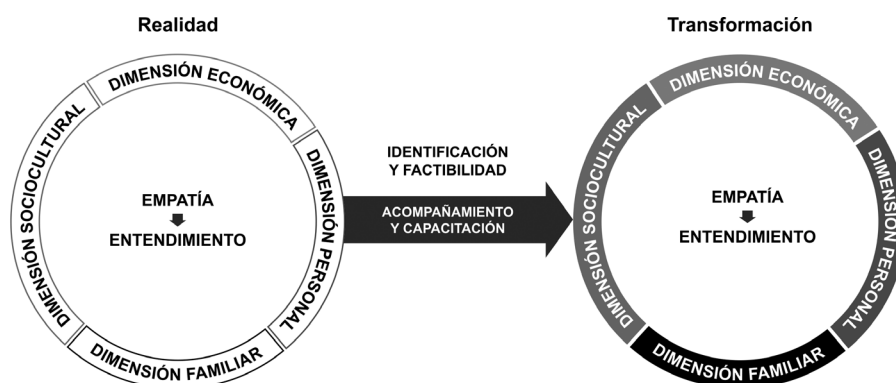 Realidad
DIMENSIÓN ECONÓMICA
DIMENSIÓN SOCIOCULTURAL
DIMENSIÓN PERSONAL
DIMENSIÓN FAMILIAR
EMPATÍA
ENTENDIMIENTO
IDENTIFICACIÓN
Y FACTIBILIDAD
ACOMPAÑAMIENTO
Y CAPACITACIÓN
Transformación
DIMENSIÓN ECONÓMICA
DIMENSIÓN SOCIOCULTURAL
DIMENSIÓN PERSONAL
DIMENSIÓN FAMILIAR
EMPATÍA
ENTENDIMIENTO